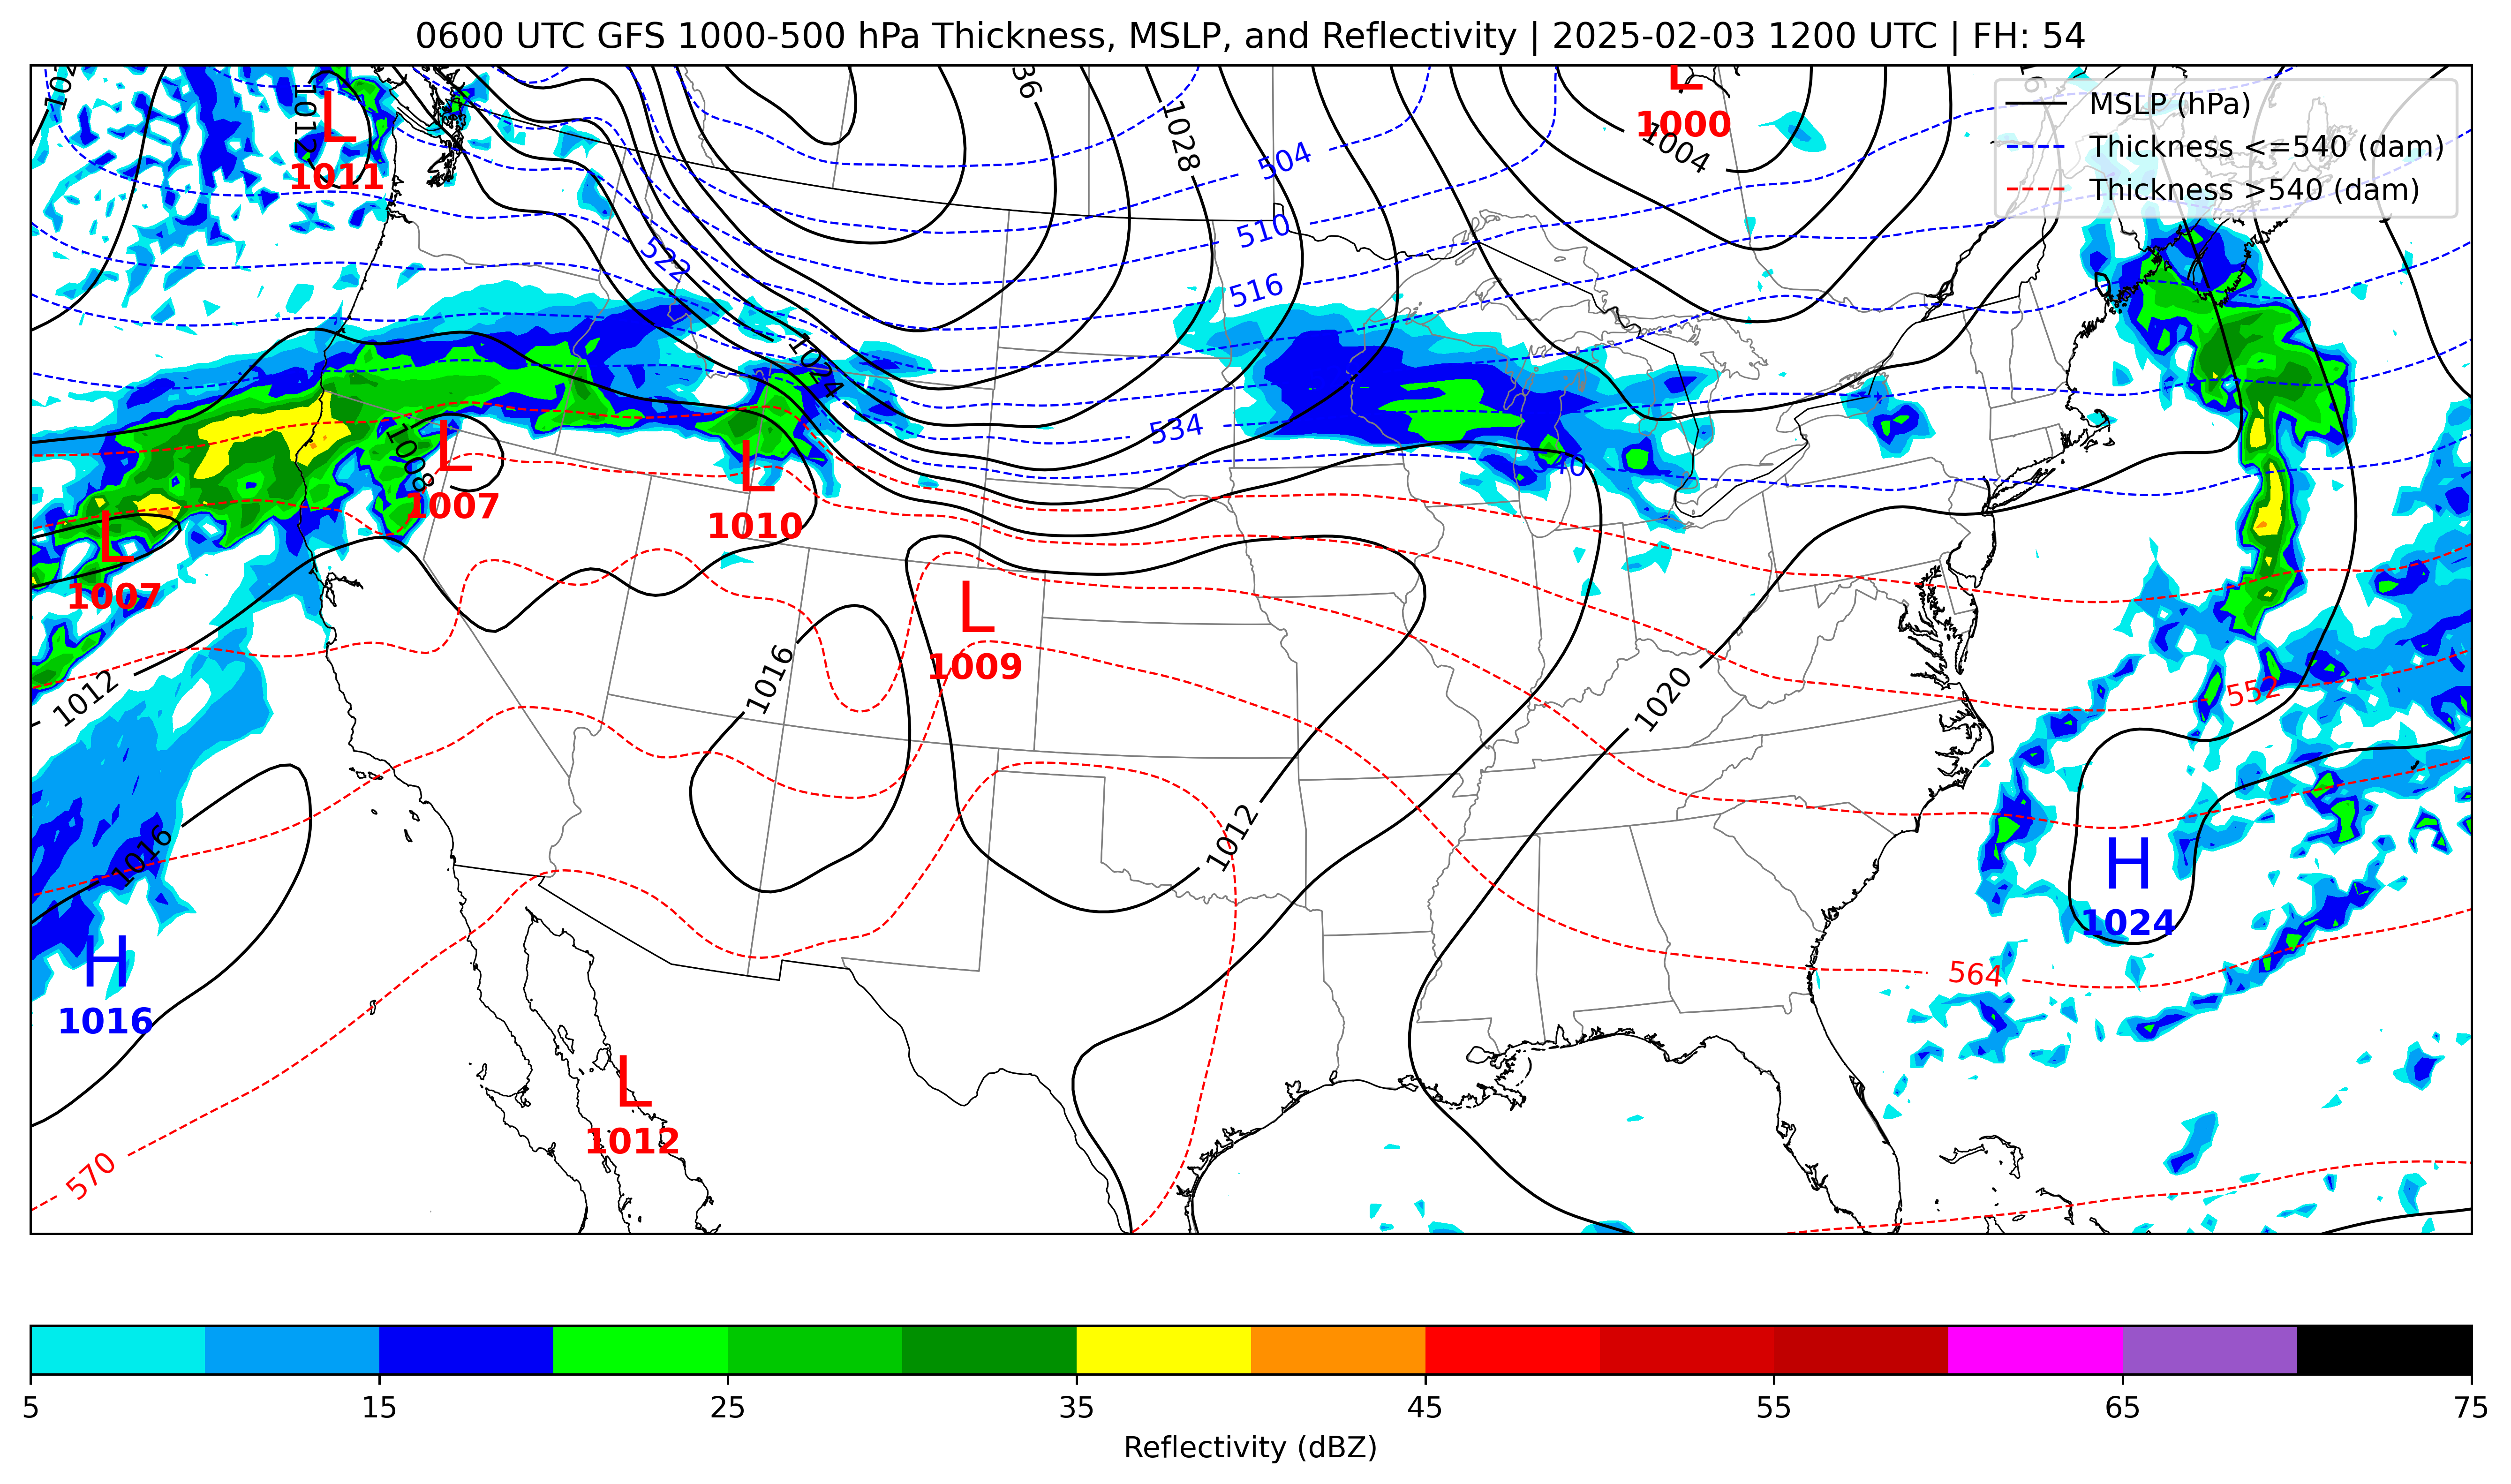 0600 UTC GFS 1000-500 hPa Thickness, MSLP, and Reflectivity | 2025-02-03 1200 UTC | FH: 54
MSLP (hPa)
Thickness <=540 (dam)
Thickness >540 (dam)
1012
L
1011
36
1028
504
L
1000
1004
510
522
516
1024
534
1008
L
1007
L
1010
L
1007
L
1009
1012
1016
1020
552
1016
1012
H
1024
H
1016
564
L
1012
570
5 15 25 35 45 55 65 75
Reflectivity (dBZ)